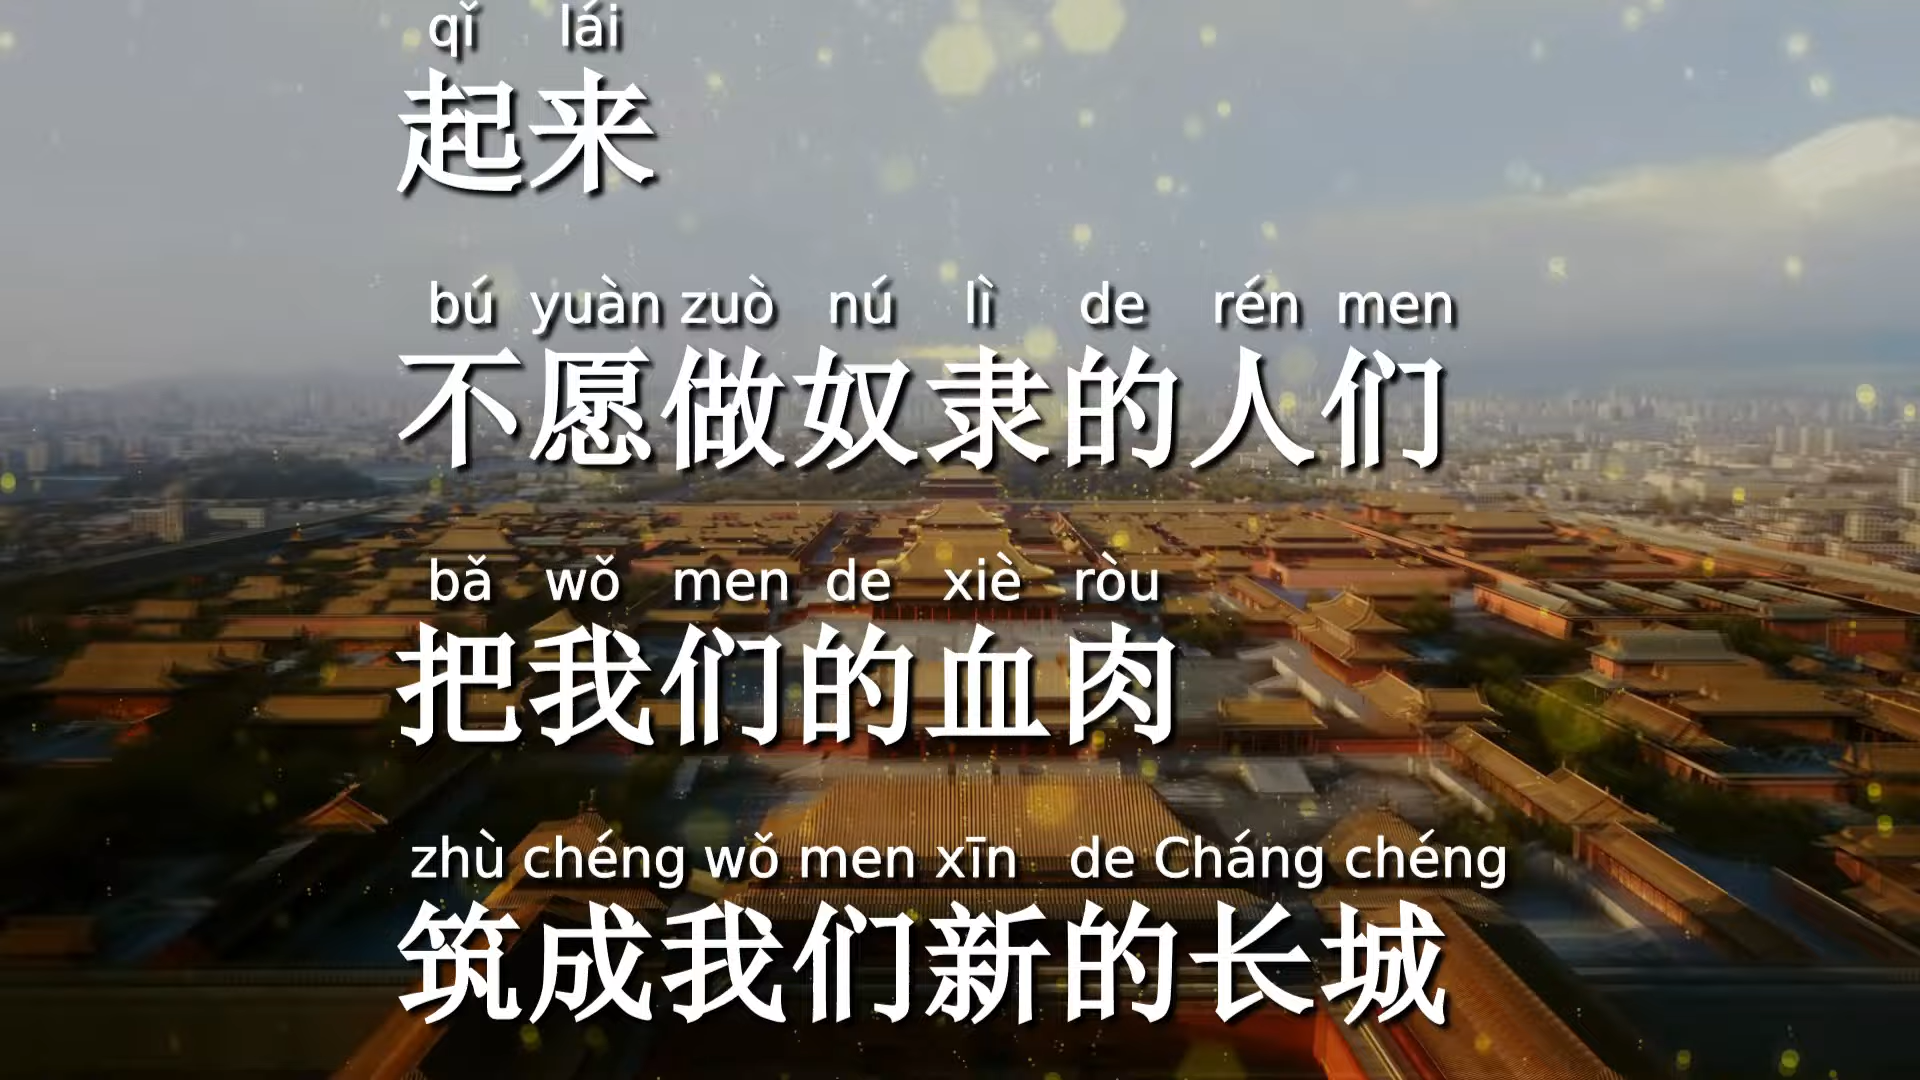 qǐ lái
起来
bú yuàn zuò nú lì de rén men
不愿做奴隶的人们
bǎ wǒ men de xiè ròu
把我们的血肉
zhù chéng wǒ men xīn de Cháng chéng
筑成我们新的长城